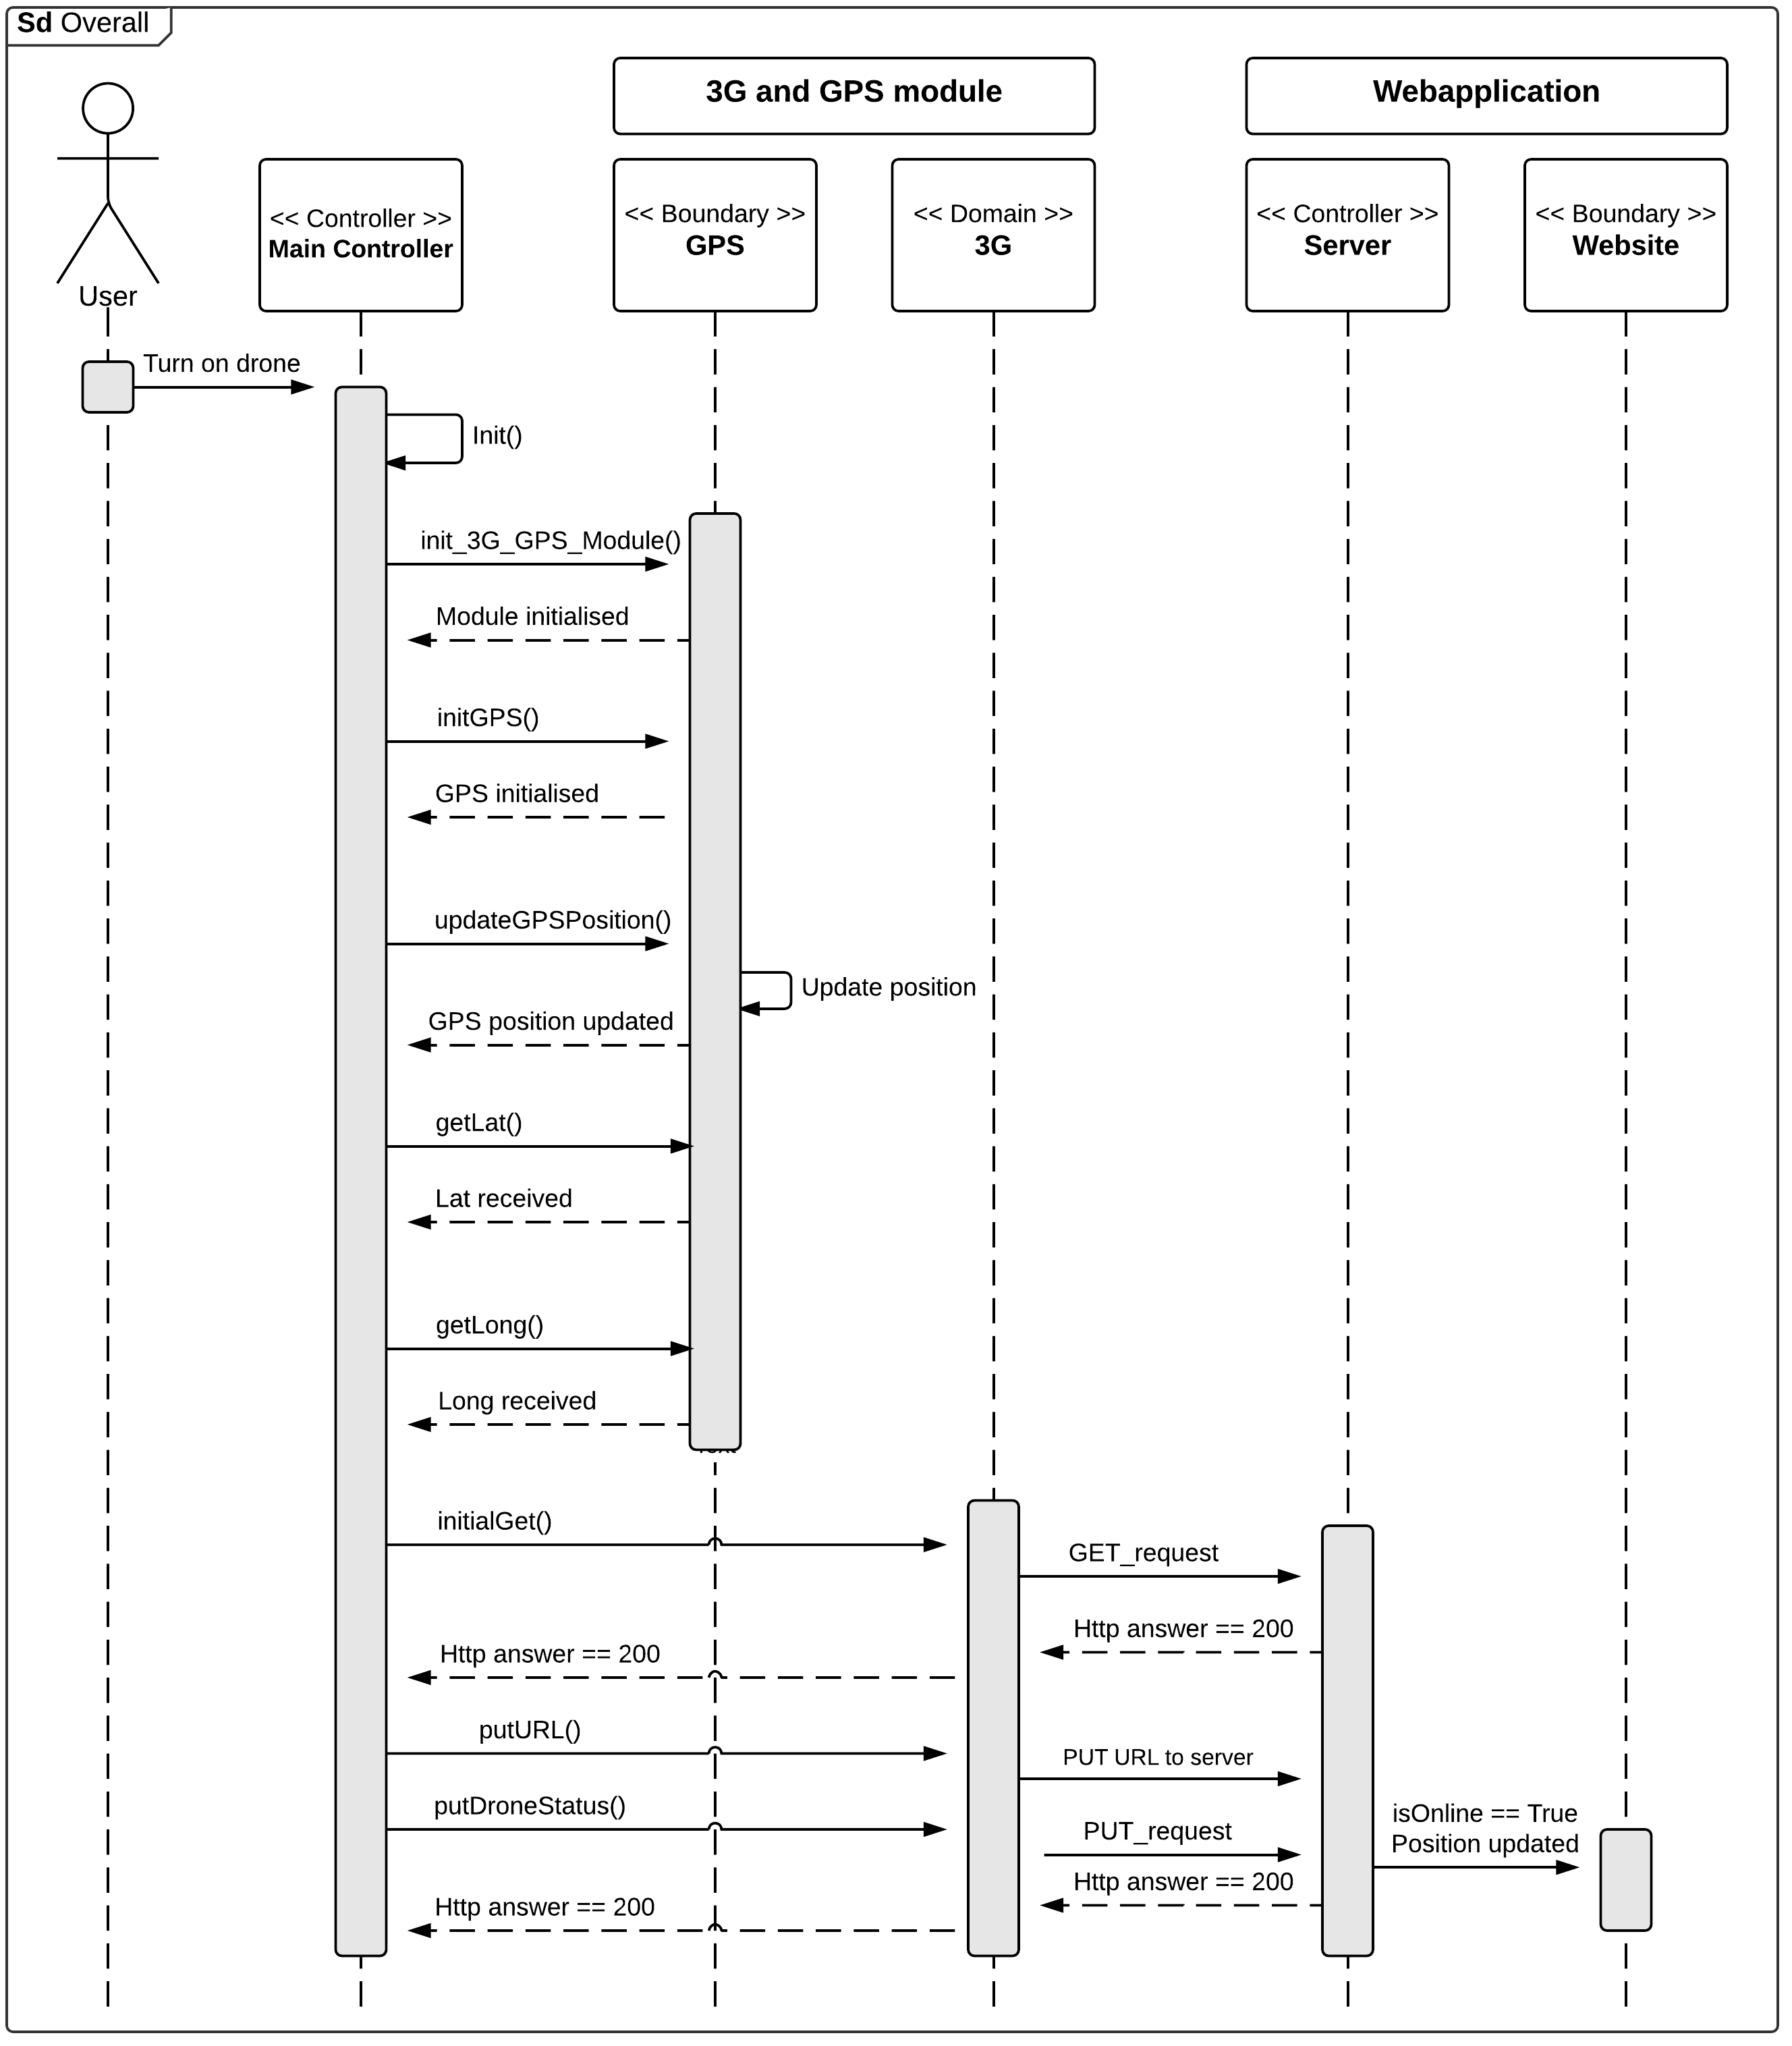 Sd Overall
3G and GPS module
Webapplication
<< Controller >>
Main Controller
<< Boundary >>
GPS
<< Domain >>
3G
<< Controller >>
Server
<< Boundary >>
Website
User
Turn on drone
Init()
init_3G_GPS_Module()
Module initialised
initGPS()
GPS initialised
updateGPSPosition()
Update position
GPS position updated
getLat()
Lat received
getLong()
Long received
initialGet()
GET_request
Http answer == 200
Http answer == 200
putURL()
PUT URL to server
putDroneStatus()
PUT_request
isOnline == True
Position updated
Http answer == 200
Http answer == 200